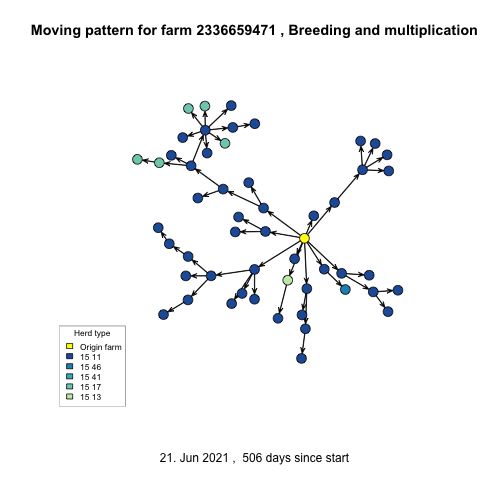 Moving pattern for farm 2336659471 , Breeding and multiplication
Herd type
Origin farm
15 11
15 46
15 41
15 17
15 13
21. Jun 2021 , 506 days since start